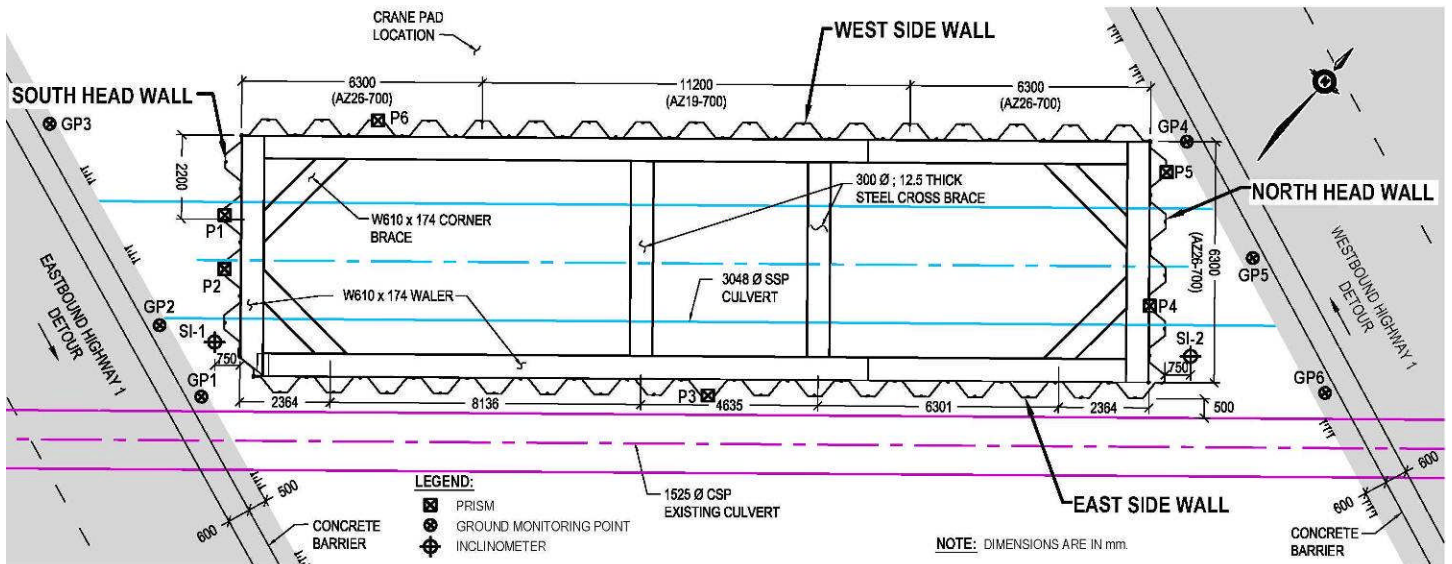 CRANE PAD
LOCATION
WEST SIDE WALL
6300
(AZ26-700)
11200
(AZ19-700)
6300
(AZ26-700)
SOUTH HEAD WALL
GP3
P6
GP4
2200
P5
300 Ø ; 12.5 THICK
STEEL CROSS BRACE
NORTH HEAD WALL
W610 x 174 CORNER
BRACE
P1
6300
(AZ26-700)
WESTBOUND HIGHWAY 1
DETOUR
EASTBOUND HIGHWAY 1
DETOUR
P2
GP5
3048 Ø SSP
CULVERT
W610 x 174 WALER
P4
GP2
SI-1
SI-2
750
750
GP1
GP6
P3
2364
8136
4635
6301
2364
500
LEGEND:
PRISM
GROUND MONITORING POINT
INCLINOMETER
1525 Ø CSP
EXISTING CULVERT
EAST SIDE WALL
500
600
600
600
CONCRETE
BARRIER
NOTE: DIMENSIONS ARE IN mm.
CONCRETE
BARRIER